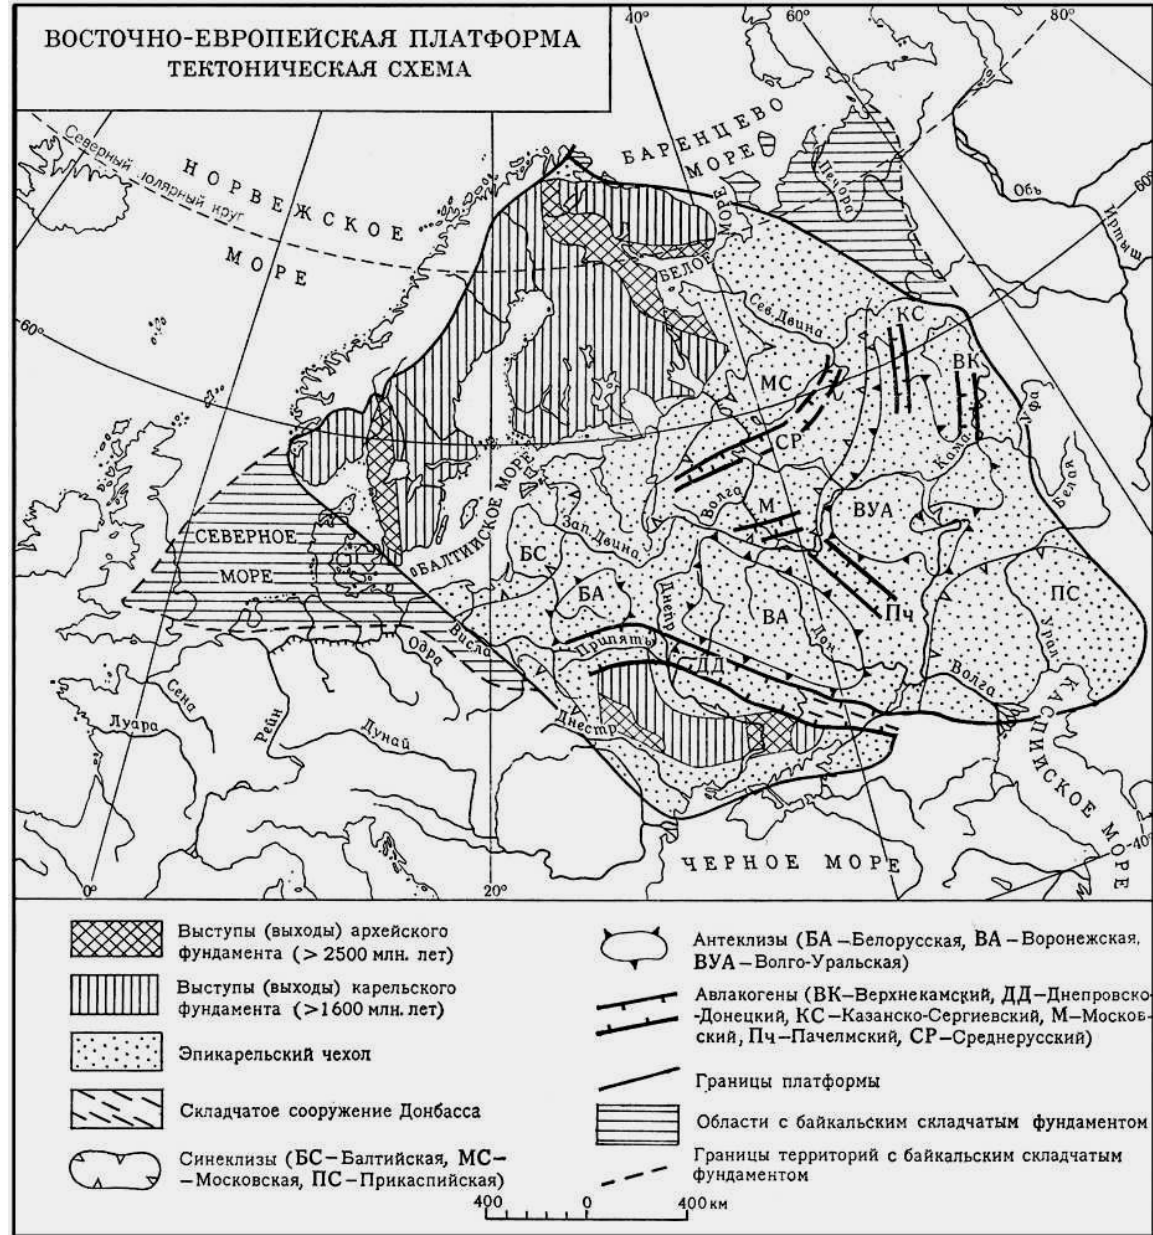 ВОСТОЧНО-ЕВРОПЕЙСКАЯ ПЛАТФОРМА
ТЕКТОНИЧЕСКАЯ СХЕМА
40°
60°
80°
БАРЕНЦЕВО
МОРЕ
Северный полярный круг
НОРВЕЖСКОЕ
МОРЕ
Печора
Обь
60°
Иртыш
БЕЛОЕ МОРЕ
60°
Сев. Двина
КС
ВК
МС
Уфа
СР
Кама
Белая
БАЛТИЙСКОЕ МОРЕ
Волга
М
ВУА
СЕВЕРНОЕ
МОРЕ
Зап. Двина
БС
БА
Днепр
ВА
Дон
Пч
ПС
Урал
Висла
Одра
Припять
ДД
Волга
Сена
Луара
Рейн
Дунай
Днестр
КАСПИЙСКОЕ МОРЕ
ЧЕРНОЕ МОРЕ
40°
0°
20°
Выступы (выходы) архейского
фундамента (> 2500 млн. лет)
Выступы (выходы) карельского
фундамента (>1600 млн. лет)
Эпикарельский чехол
Складчатое сооружение Донбасса
Синеклизы (БС–Балтийская, МС–
–Московская, ПС–Прикаспийская)
Антеклизы (БА–Белорусская, ВА–Воронежская,
ВУА–Волго-Уральская)
Авлакогены (ВК–Верхнекамский, ДД–Днепровско-
-Донецкий, КС–Казанско-Сергиевский, М–Москов-
ский, Пч–Пачелмский, СР–Среднерусский)
Границы платформы
Области с байкальским складчатым фундаментом
Границы территорий с байкальским складчатым
фундаментом
400 0 400 км